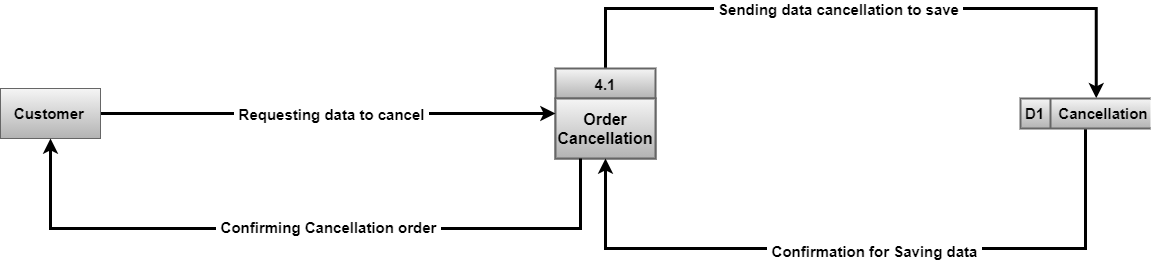 Sending data cancellation to save
4.1
Customer
Requesting data to cancel
Order
Cancellation
D1
Cancellation
Confirming Cancellation order
Confirmation for Saving data